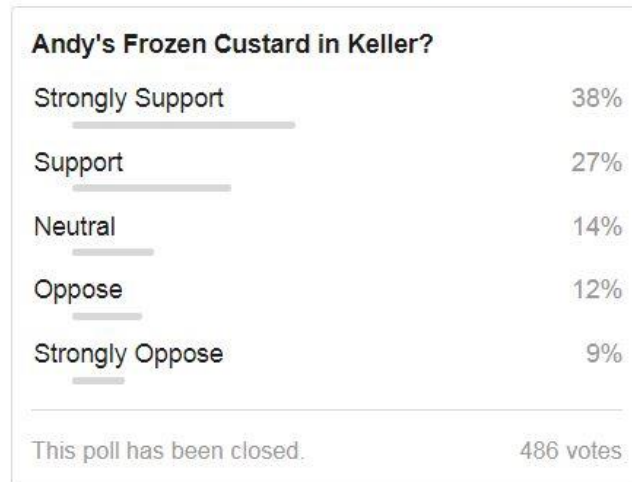 Andy's Frozen Custard in Keller?
Strongly Support 38%
Support 27%
Neutral 14%
Oppose 12%
Strongly Oppose 9%
This poll has been closed. 486 votes